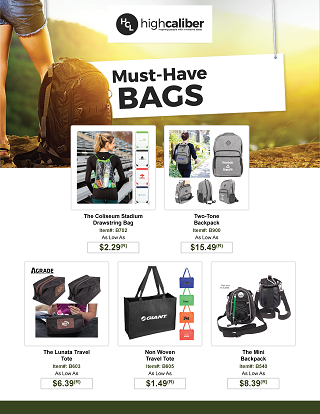 HCL highcaliber
Must-Have
BAGS
The Coliseum Stadium
Drawstring Bag
Item#: B702
As Low As
$2.29(R)
Two-Tone
Backpack
Item#: B900
As Low As
$15.49(R)
AGRADE
The Lunata Travel
Tote
Item#: B603
As Low As
$6.39(R)
GIANT
Non Woven
Travel Tote
Item#: B605
As Low As
$1.49(R)
The Mini
Backpack
Item#: B540
As Low As
$8.39(R)